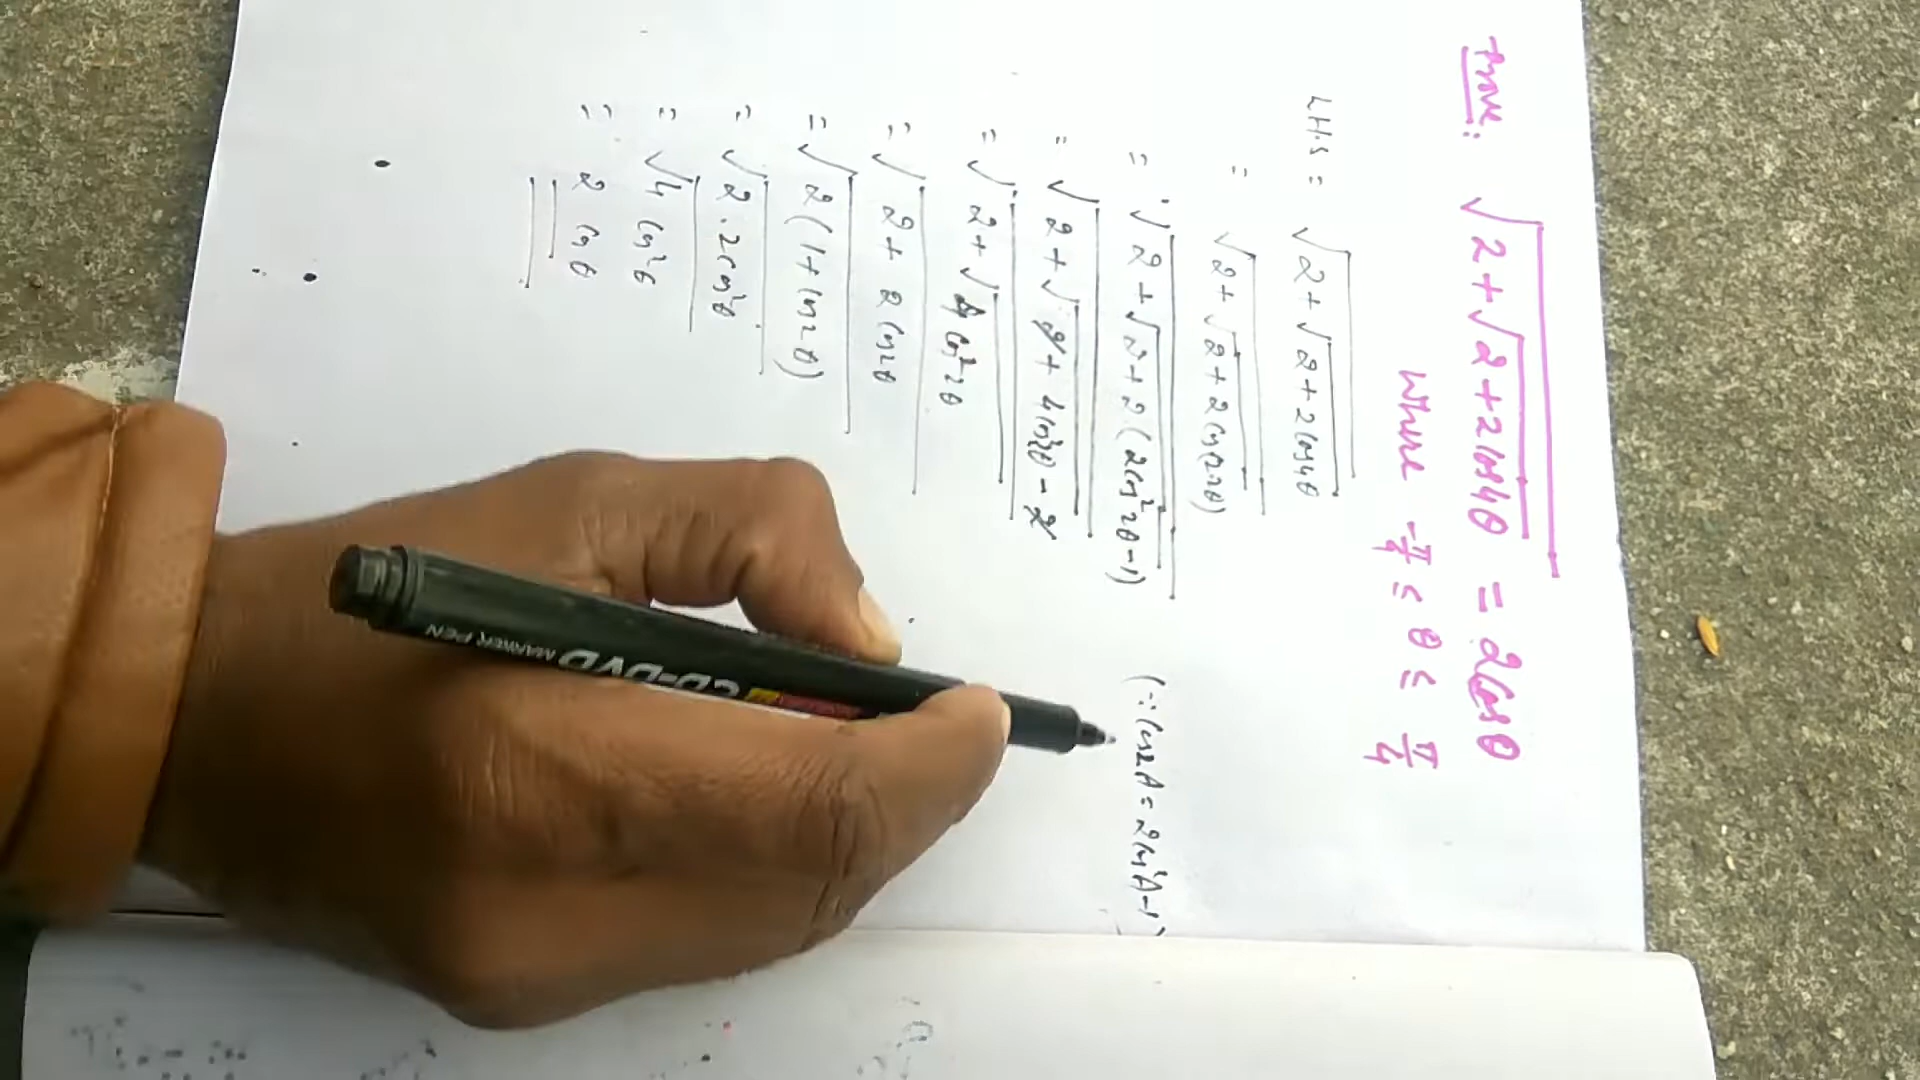 Prove: √(2+√(2+2cos4θ)) = 2cosθ
Where -π/4 ≤ θ ≤ π/4
LHS = √(2+√(2+2cos4θ))
= √(2+√(2+2cos2(2θ)))
= √(2+√(2+2(2cos²2θ-1))) (∵ cos2A = 2cos²A-1)
= √(2+√(2+4cos²2θ-2))
= √(2+√(4cos²2θ))
= √(2+2cos2θ)
= √(2(1+cos2θ))
= √(2.2cos²θ)
= √(4cos²θ)
= 2cosθ
CD-DVD MARKER PEN